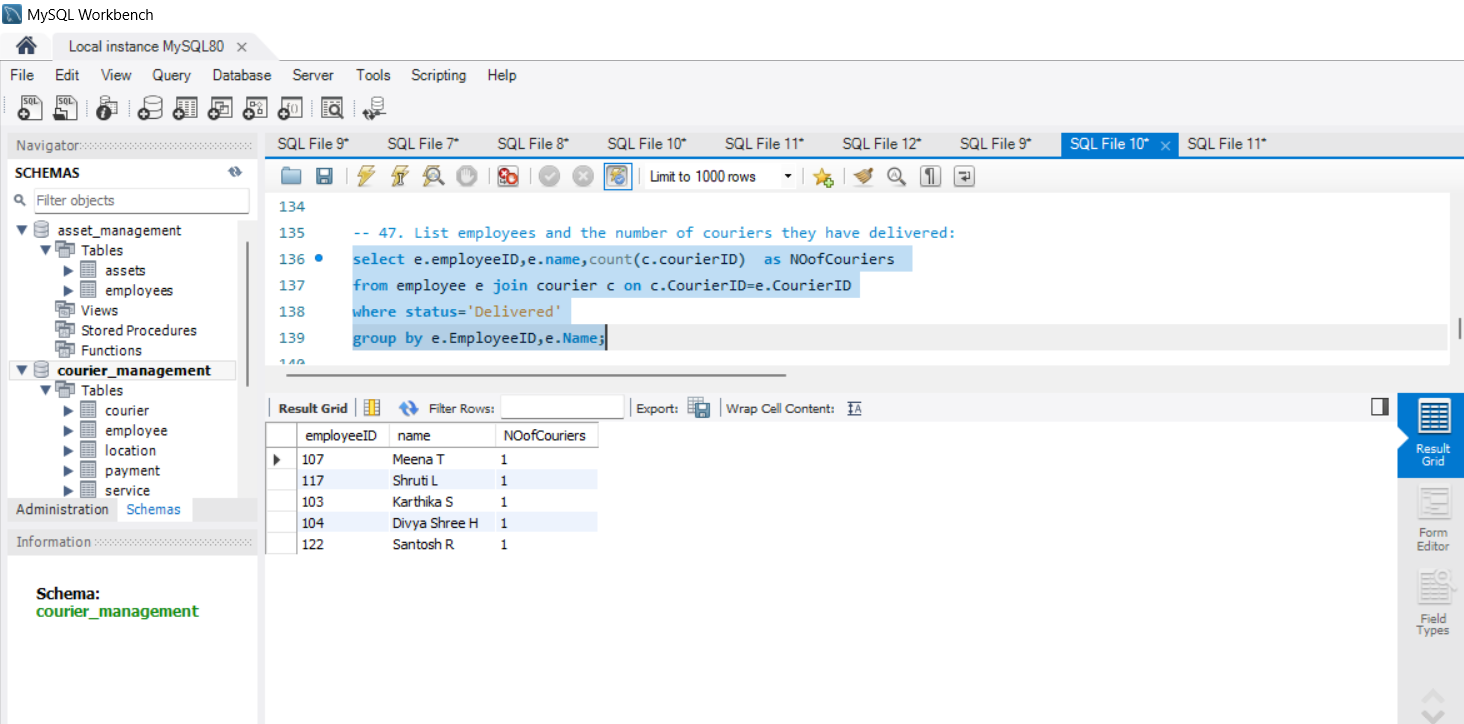 MySQL Workbench
Local instance MySQL80
File Edit View Query Database Server Tools Scripting Help
Navigator
SCHEMAS
Filter objects
asset_management
Tables
assets
employees
Views
Stored Procedures
Functions
courier_management
Tables
courier
employee
location
payment
service
Administration Schemas
Information
Schema:
courier_management
SQL File 9* SQL File 7* SQL File 8* SQL File 10* SQL File 11* SQL File 12* SQL File 9* SQL File 10* SQL File 11*
Limit to 1000 rows
134
135 -- 47. List employees and the number of couriers they have delivered:
136 select e.employeeID,e.name,count(c.courierID)  as NOofCouriers
137 from employee e join courier c on c.CourierID=e.CourierID
138 where status='Delivered'
139 group by e.EmployeeID,e.Name;
140
Result Grid Filter Rows: Export: Wrap Cell Content:
employeeID name NOofCouriers
107 Meena T 1
117 Shruti L 1
103 Karthika S 1
104 Divya Shree H 1
122 Santosh R 1
Result
Grid
Form
Editor
Field
Types